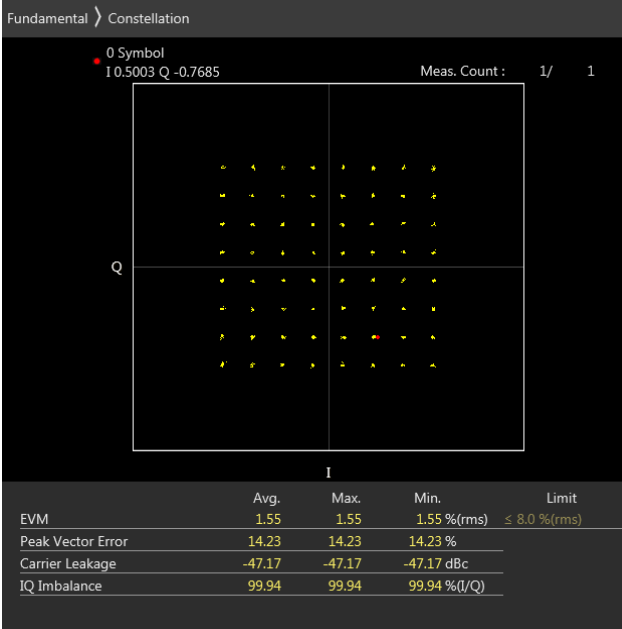 Fundamental 〉 Constellation
0 Symbol
I 0.5003 Q -0.7685
Meas. Count : 1/ 1
Q
I
Avg. Max. Min. Limit
EVM 1.55 1.55 1.55 %(rms) ≤ 8.0 %(rms)
Peak Vector Error 14.23 14.23 14.23 %
Carrier Leakage -47.17 -47.17 -47.17 dBc
IQ Imbalance 99.94 99.94 99.94 %(I/Q)